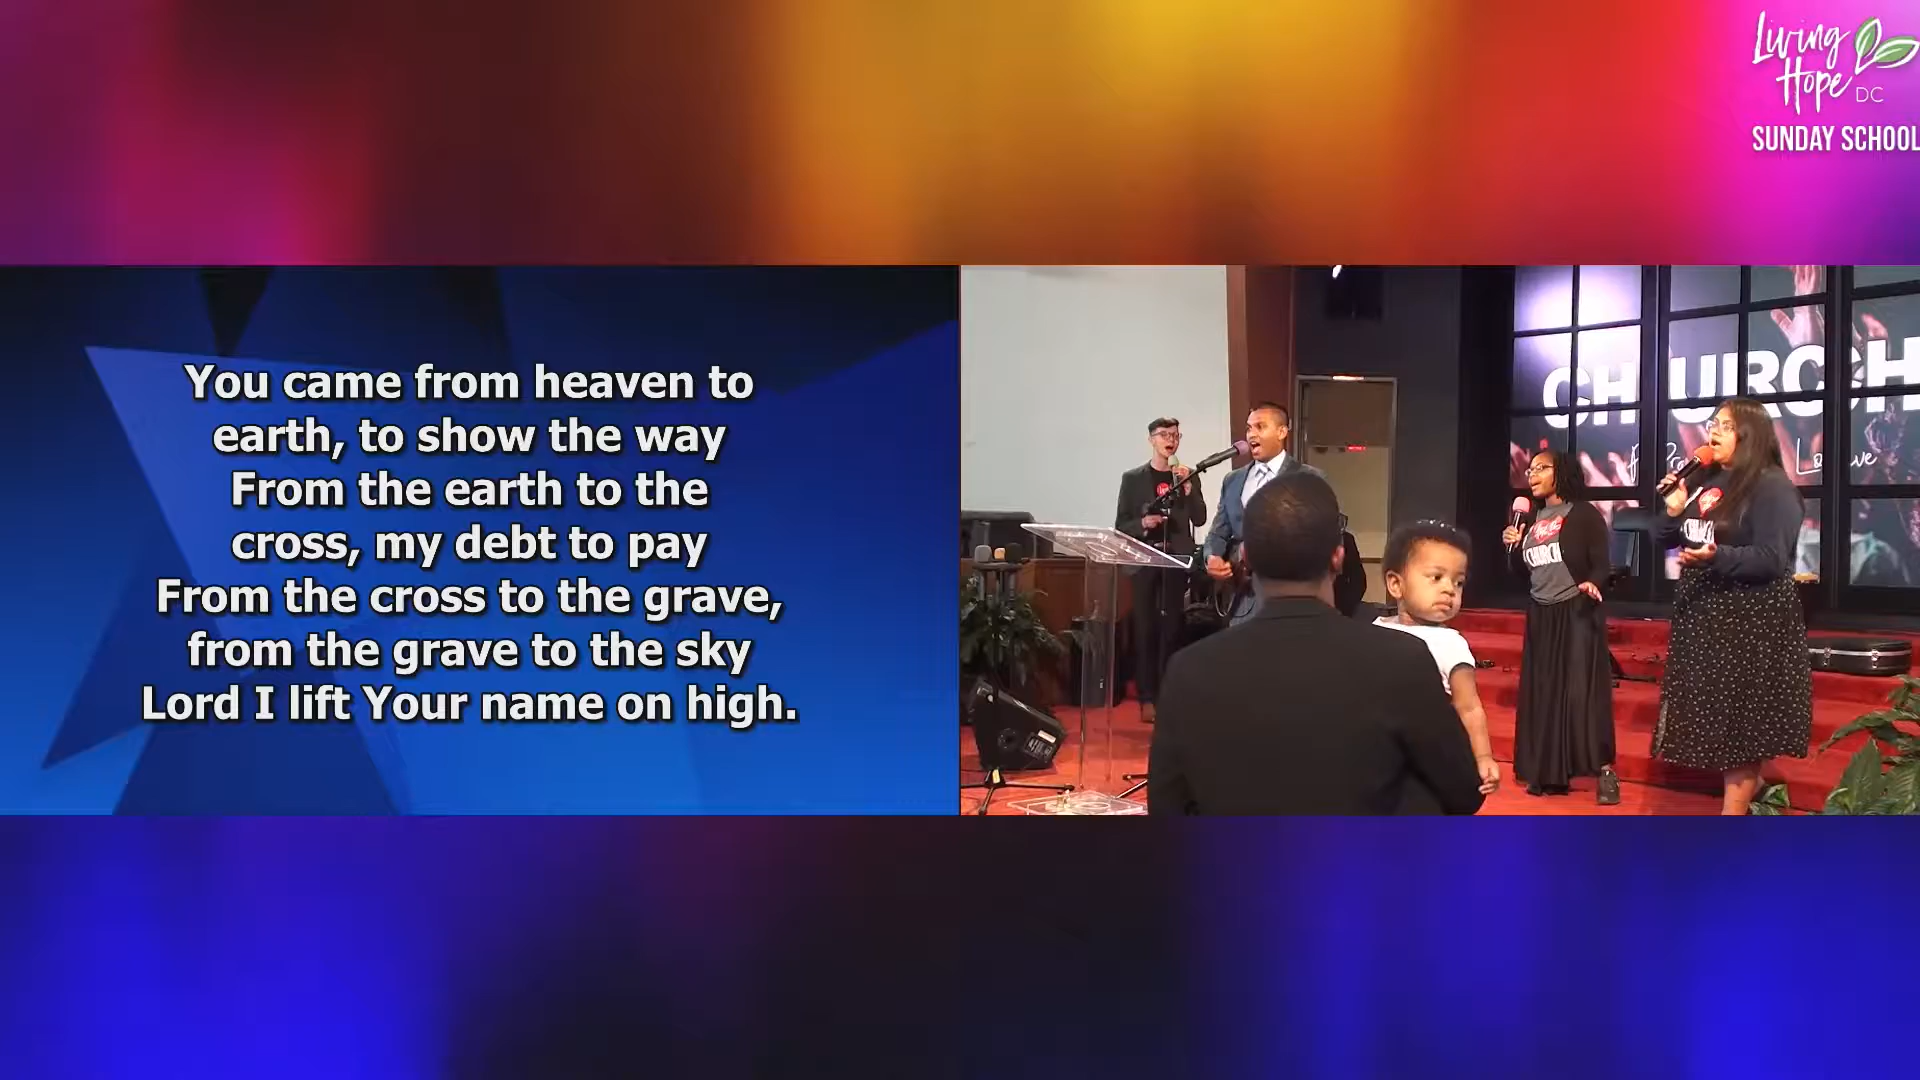 Living
Hope
DC
SUNDAY SCHOOL
You came from heaven to
earth, to show the way
From the earth to the
cross, my debt to pay
From the cross to the grave,
from the grave to the sky
Lord I lift Your name on high.
CHURCH
CHURCH